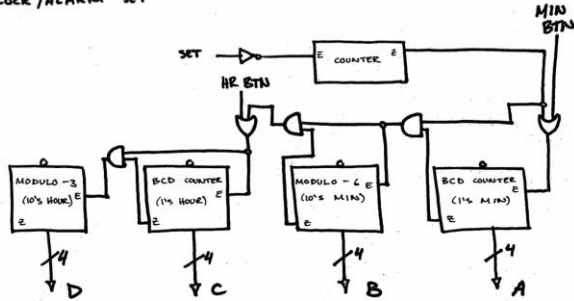 CLOCK/ALARM SET
MIN
BTN
SET
E
Z
COUNTER
HR BTN
MODULO-3
(10's HOUR)
E
Z
BCD COUNTER
(1's HOUR)
E
Z
MODULO-6
(10's MIN)
E
Z
BCD COUNTER
(1's MIN)
E
Z
4
4
4
4
D
C
B
A